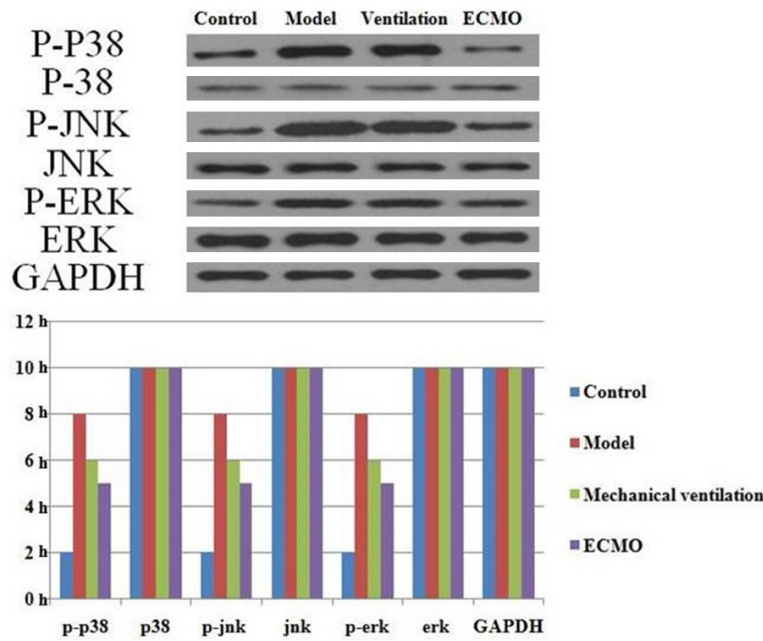 Control Model Ventilation ECMO
P-P38
P-38
P-JNK
JNK
P-ERK
ERK
GAPDH
12 h
10 h
8 h
6 h
4 h
2 h
0 h
p-p38 p38 p-jnk jnk p-erk erk GAPDH
Control
Model
Mechanical ventilation
ECMO